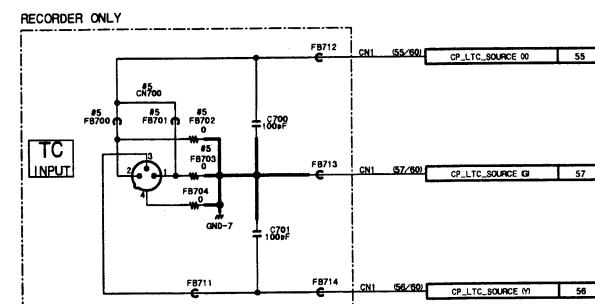 RECORDER ONLY
FB712
CN1 (55/60) CP_LTC_SOURCE (X) 55
#5
CN700
#5
FB700
#5
FB701
#5
FB702
0
C700
100pF
TC
INPUT
#5
FB703
0
3
2
1
4
FB713
CN1 (57/60) CP_LTC_SOURCE (G) 57
FB704
0
GND-7
C701
100pF
FB711
FB714
CN1 (56/60) CP_LTC_SOURCE (Y) 56